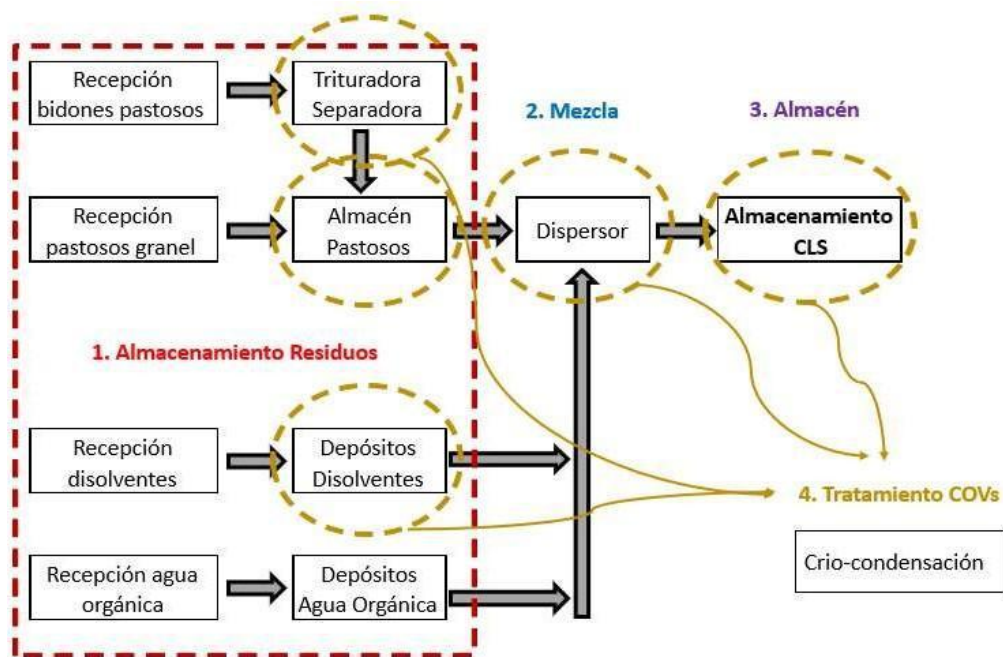 Recepción
bidones pastosos
Trituradora
Separadora
2. Mezcla
3. Almacén
Recepción
pastosos granel
Almacén
Pastosos
Dispersor
Almacenamiento
CLS
1. Almacenamiento Residuos
Recepción
disolventes
Depósitos
Disolventes
4. Tratamiento COVs
Crio-condensación
Recepción agua
orgánica
Depósitos
Agua Orgánica